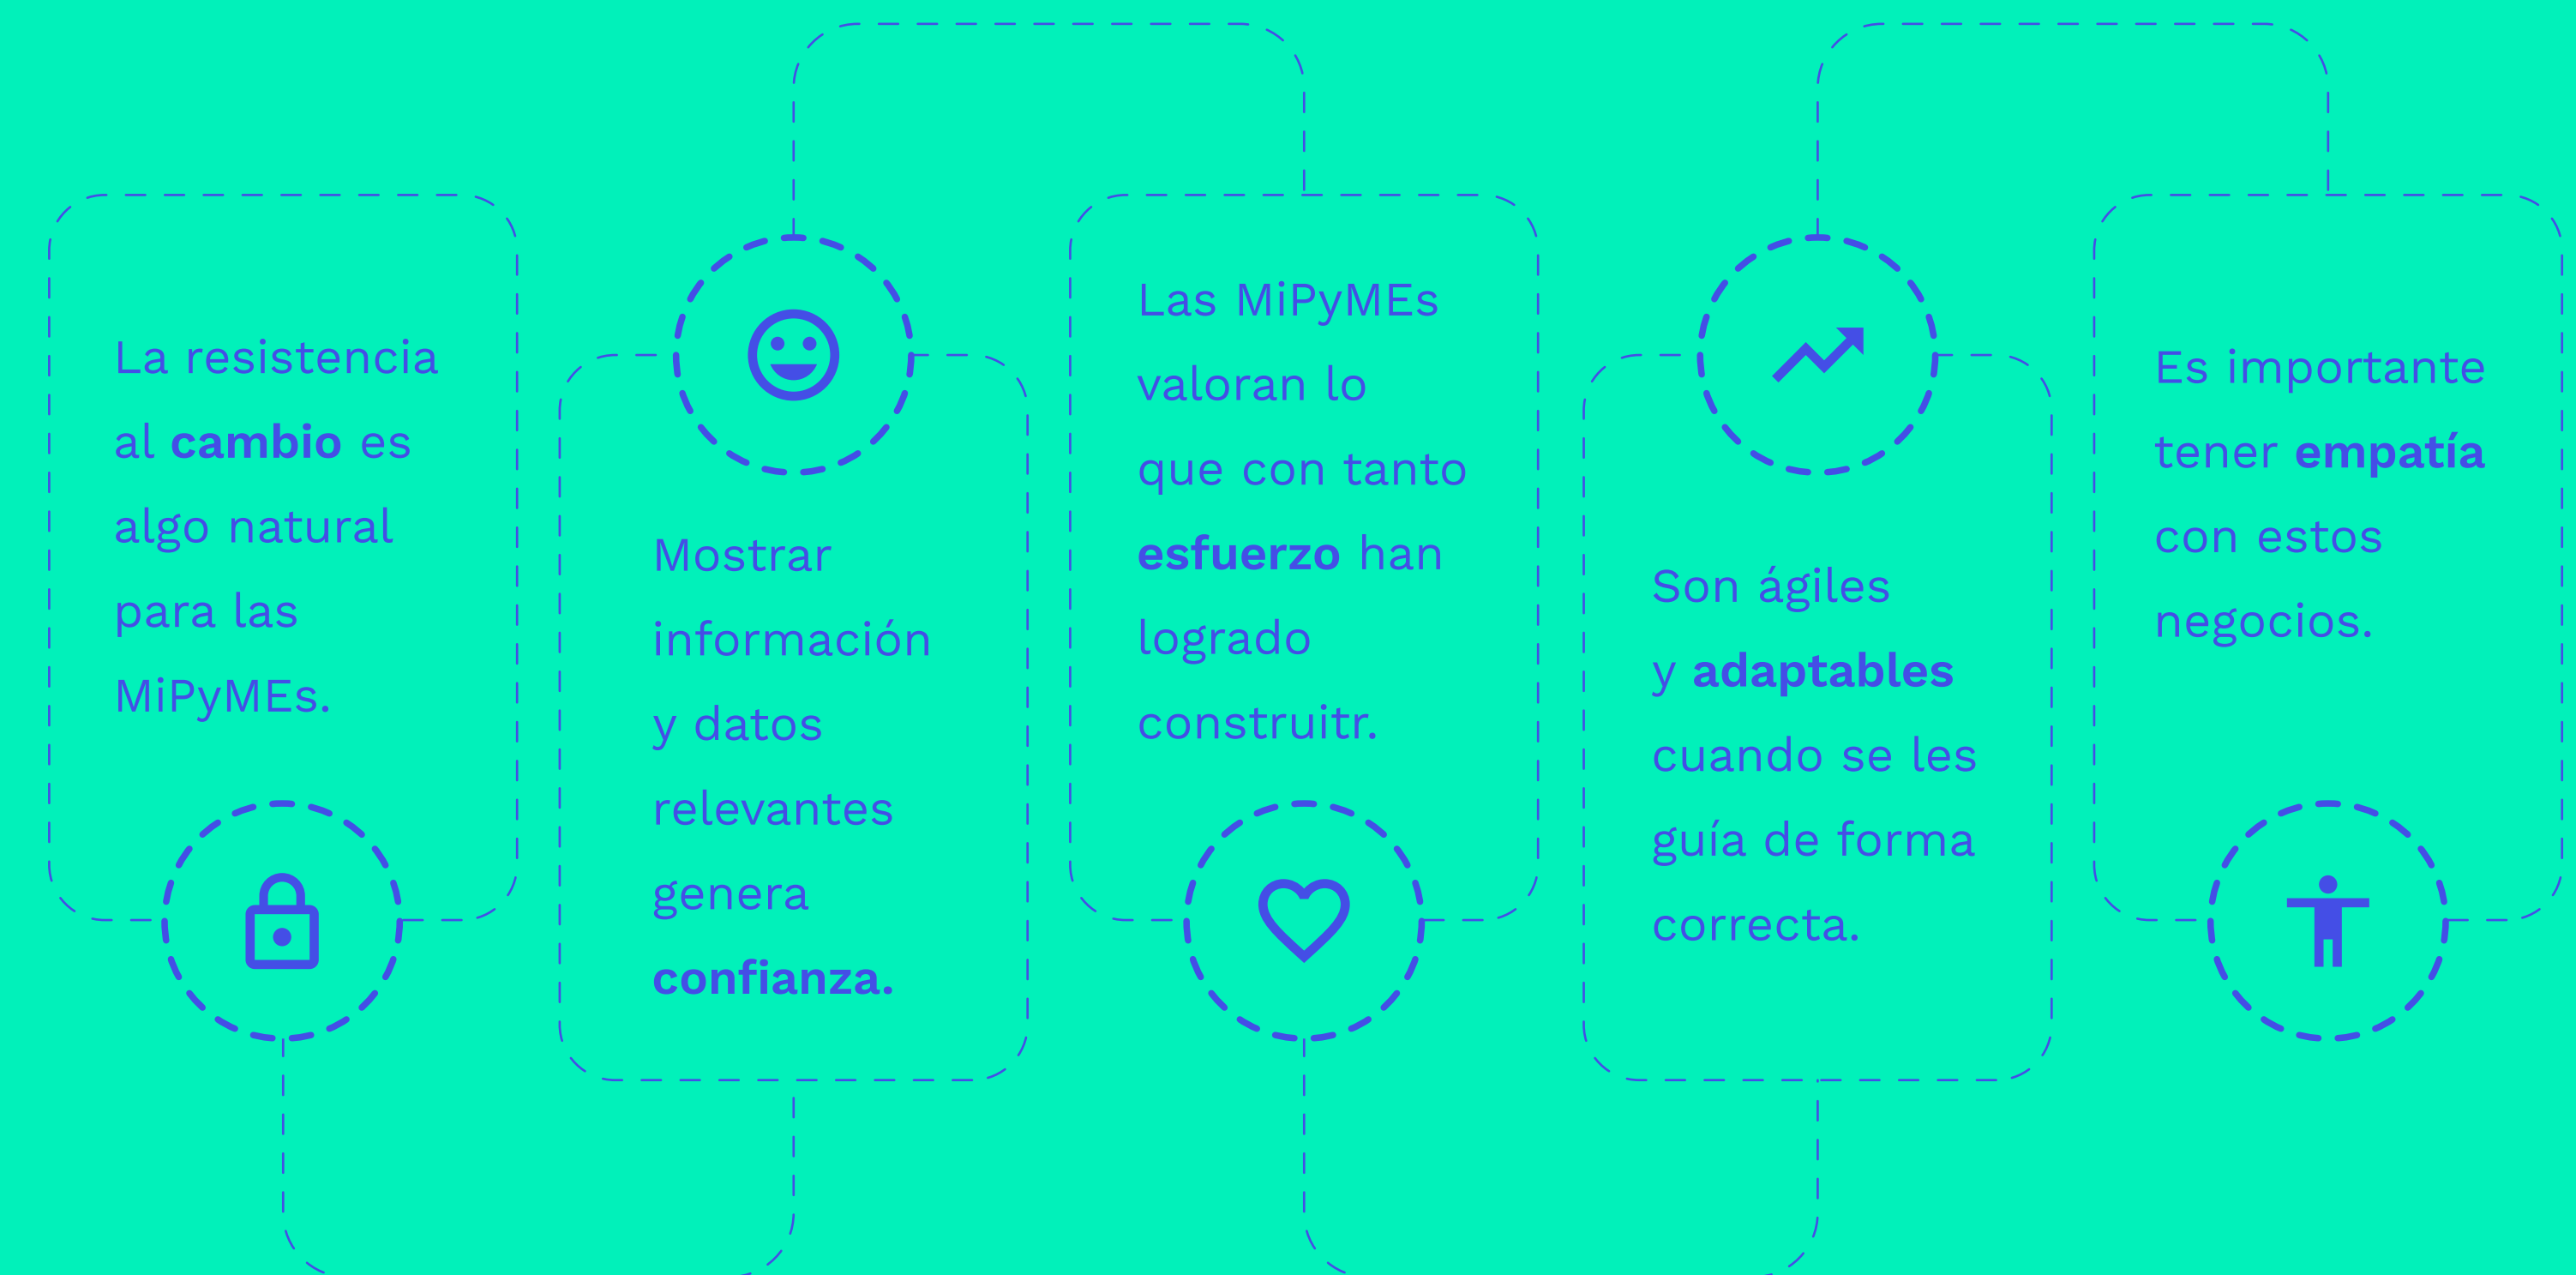 La resistencia
al cambio es
algo natural
para las
MiPyMEs.
Mostrar
información
y datos
relevantes
genera
confianza.
Las MiPyMEs
valoran lo
que con tanto
esfuerzo han
logrado
construitr.
Son ágiles
y adaptables
cuando se les
guía de forma
correcta.
Es importante
tener empatía
con estos
negocios.